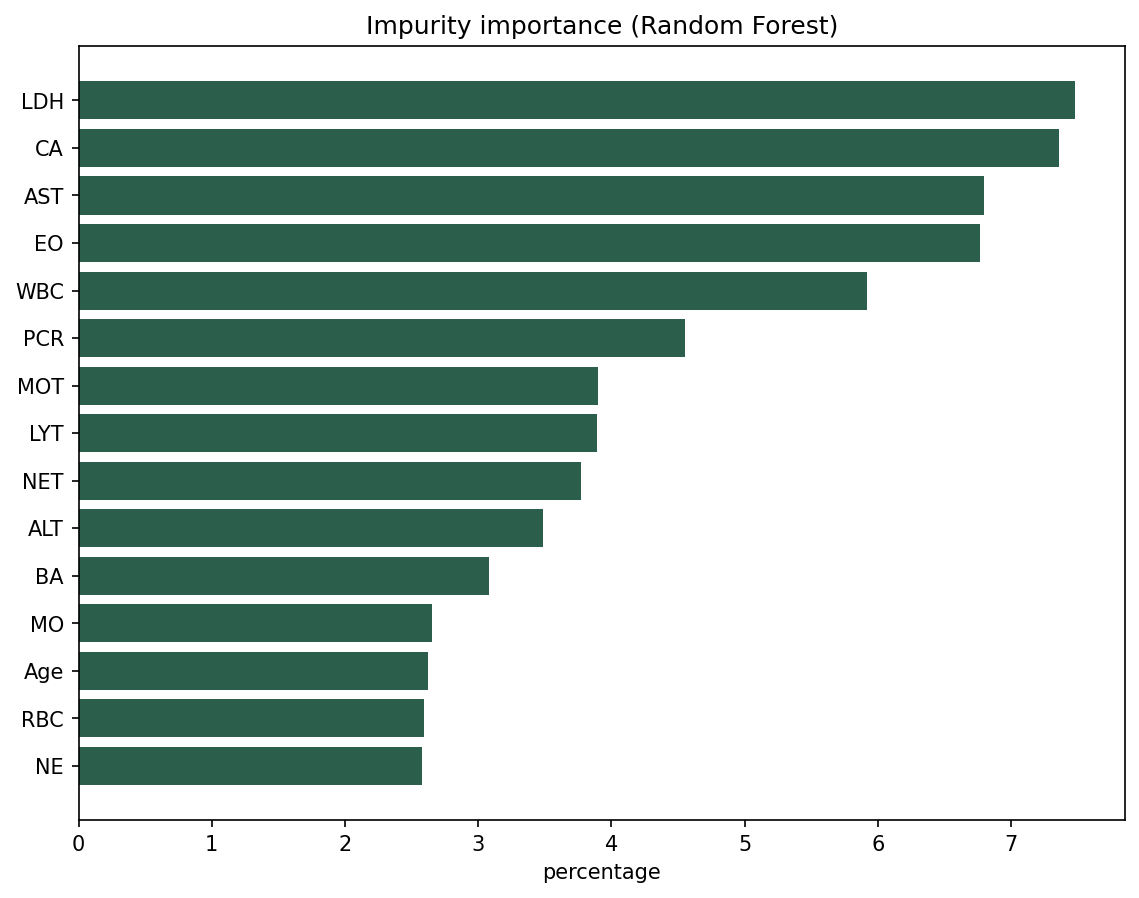 Impurity importance (Random Forest)
LDH
CA
AST
EO
WBC
PCR
MOT
LYT
NET
ALT
BA
MO
Age
RBC
NE
0 1 2 3 4 5 6 7
percentage